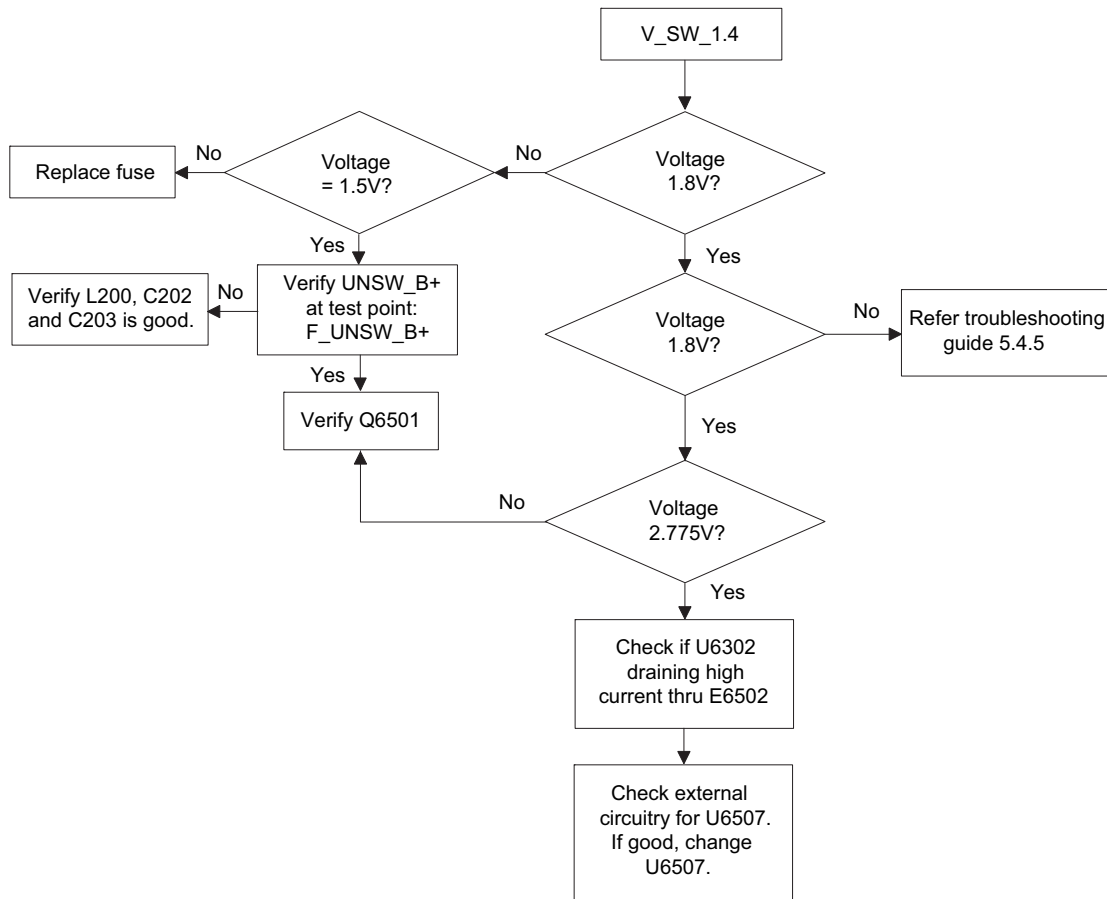 V_SW_1.4
Voltage
1.8V?
No
Voltage
= 1.5V?
No
Replace fuse
Yes
Verify UNSW_B+
at test point:
F_UNSW_B+
No
Verify L200, C202
and C203 is good.
Yes
Verify Q6501
Yes
Voltage
1.8V?
No
Refer troubleshooting
guide 5.4.5
Yes
Voltage
2.775V?
No
Yes
Check if U6302
draining high
current thru E6502
Check external
circuitry for U6507.
If good, change
U6507.